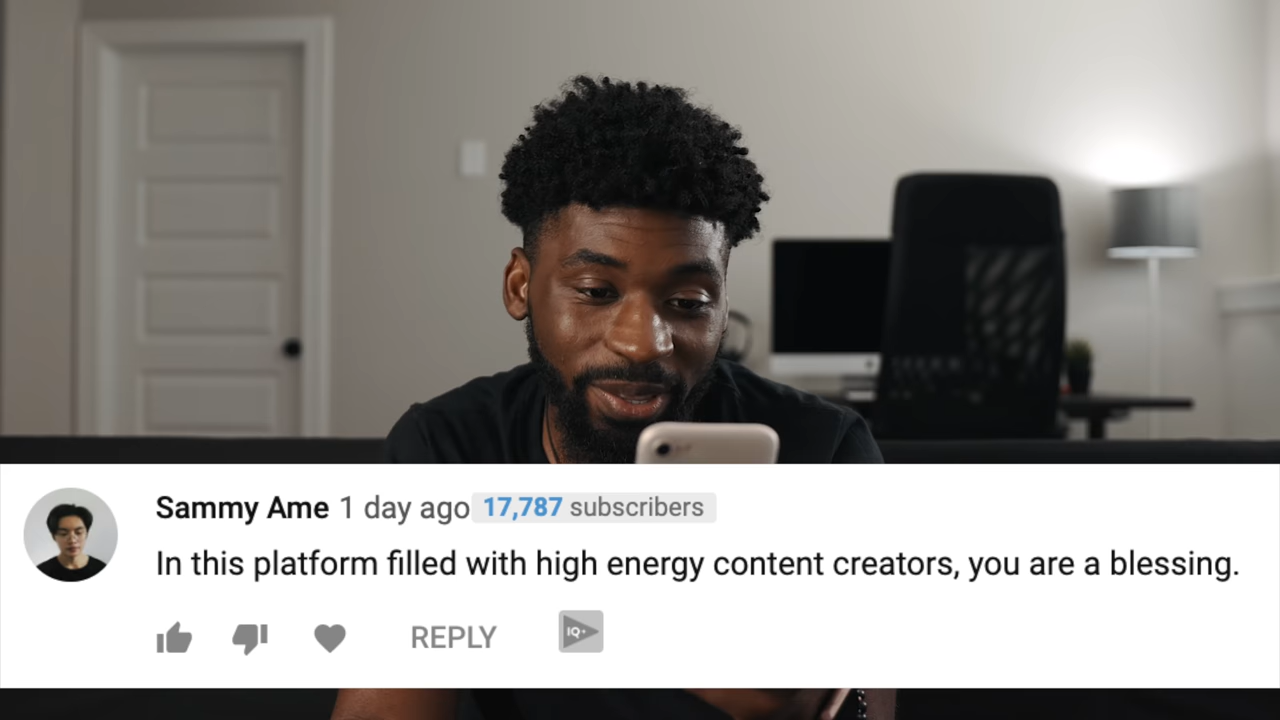 Sammy Ame 1 day ago 17,787 subscribers
In this platform filled with high energy content creators, you are a blessing.
REPLY IQ+